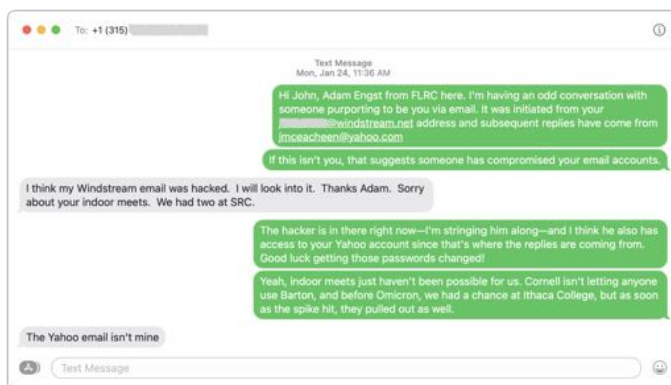 To: +1 (315)
Text Message
Mon, Jan 24, 11:36 AM
Hi John, Adam Engst from FLRC here. I'm having an odd conversation with
someone purporting to be you via email. It was initiated from your
@windstream.net address and subsequent replies have come from
jmceacheen@yahoo.com
If this isn't you, that suggests someone has compromised your email accounts.
I think my Windstream email was hacked. I will look into it. Thanks Adam. Sorry
about your indoor meets. We had two at SRC.
The hacker is in there right now—I'm stringing him along—and I think he also has
access to your Yahoo account since that's where the replies are coming from.
Good luck getting those passwords changed!
Yeah, indoor meets just haven't been possible for us. Cornell isn't letting anyone
use Barton, and before Omicron, we had a chance at Ithaca College, but as soon
as the spike hit, they pulled out as well.
The Yahoo email isn't mine
Text Message